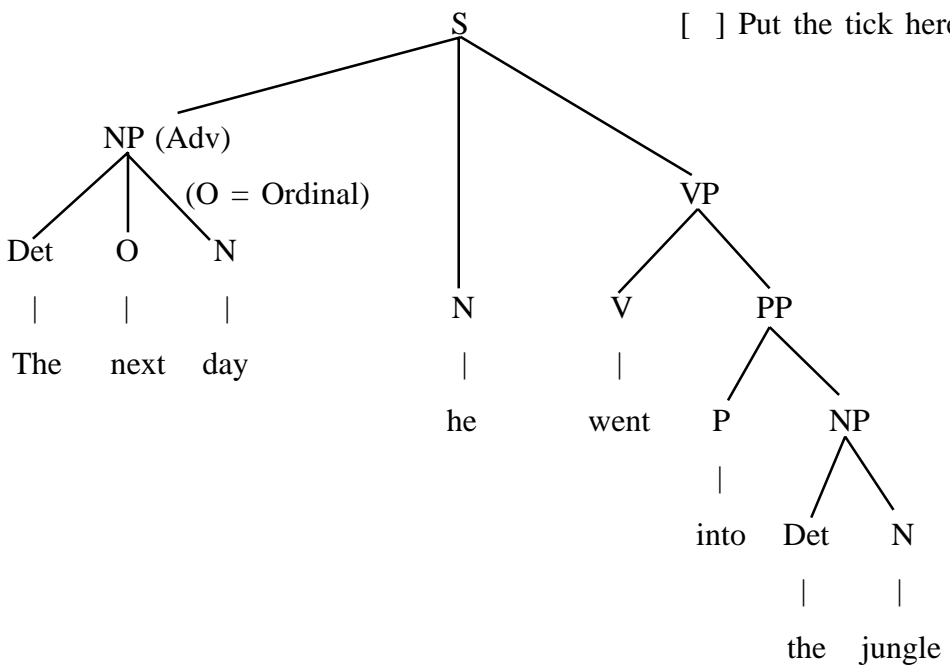 S [ ] Put the tick here
NP (Adv)
(O = Ordinal) VP
Det O N
| | | N V PP
The next day | |
he went P NP
|
into Det N
| |
the jungle